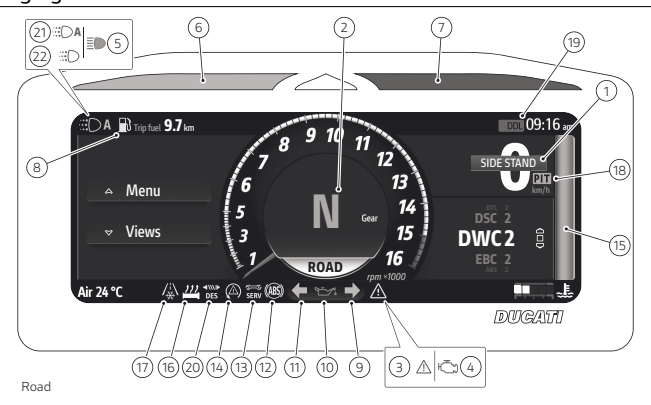 21 A 5
22
6
2
7
19
1
A Trip fuel 9.7 km
DDL 09:16 am
8
SIDE STAND
0
PIT
km/h
18
Menu
Views
1 3 5 6 7 8 9 10 11 12 13 14 15 16
N
Gear
ROAD
rpm ×1000
DTC 2
DSC 2
DWC 2
EBC 2
ABS 2
15
Air 24 °C
DES
SERV
ABS
DUCATI
17 16 20 14 13 12 11 10 9 3 4
Road